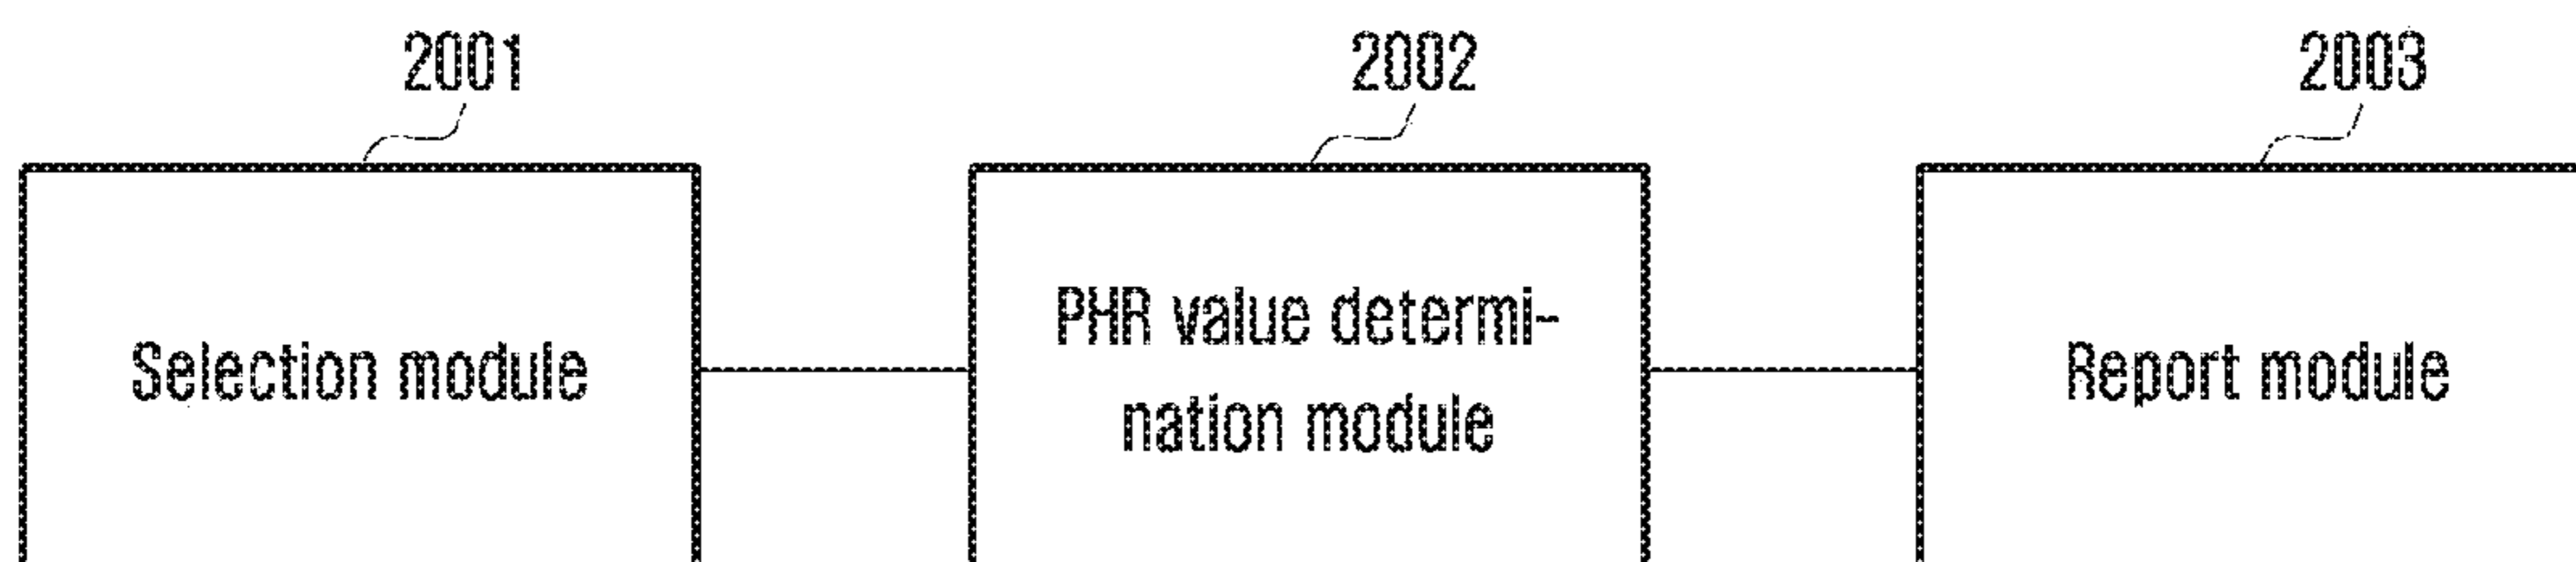 2001
2002
2003
Selection module
PHR value determi-
nation module
Report module